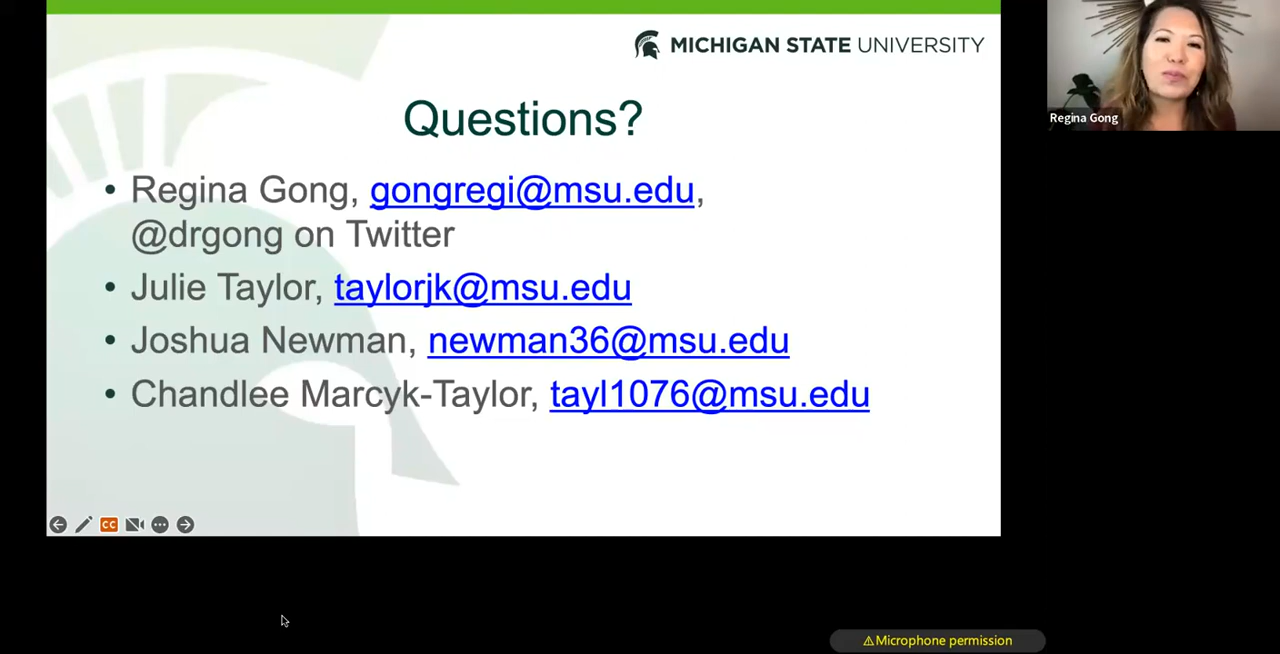 MICHIGAN STATE UNIVERSITY
Questions?
• Regina Gong, gongregi@msu.edu,
@drgong on Twitter
• Julie Taylor, taylorjk@msu.edu
• Joshua Newman, newman36@msu.edu
• Chandlee Marcyk-Taylor, tayl1076@msu.edu
CC
Regina Gong
⚠Microphone permission